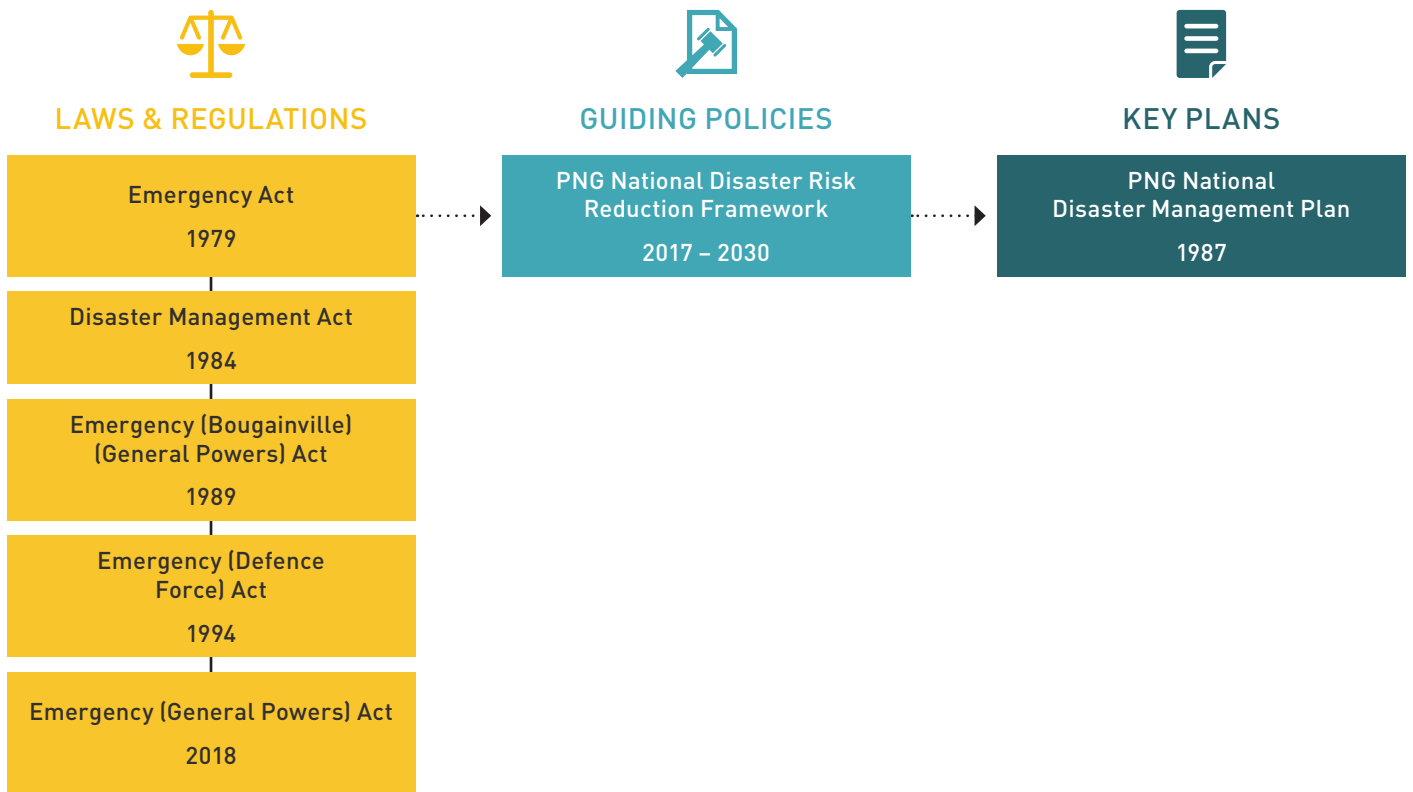 LAWS & REGULATIONS
Emergency Act
1979
Disaster Management Act
1984
Emergency (Bougainville)
(General Powers) Act
1989
Emergency (Defence
Force) Act
1994
Emergency (General Powers) Act
2018
GUIDING POLICIES
PNG National Disaster Risk
Reduction Framework
2017 – 2030
KEY PLANS
PNG National
Disaster Management Plan
1987